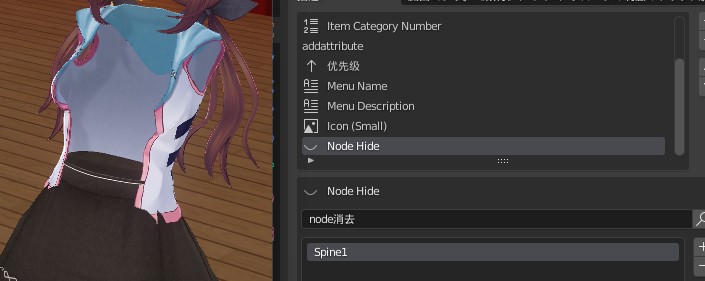 Item Category Number
addattribute
优先级
Menu Name
Menu Description
Icon (Small)
Node Hide
Node Hide
node消去
Spine1